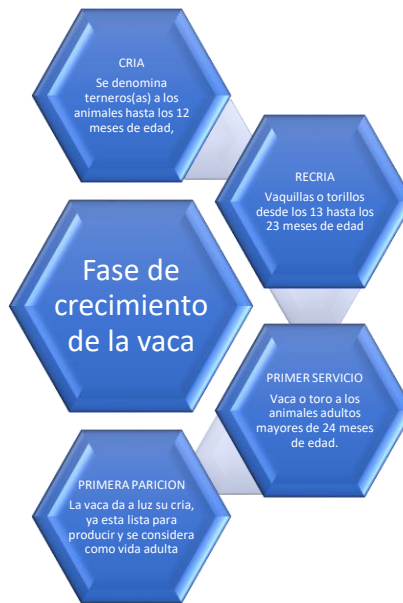 CRIA
Se denomina
terneros(as) a los
animales hasta los 12
meses de edad,
RECRIA
Vaquillas o torillos
desde los 13 hasta los
23 meses de edad
Fase de
crecimiento
de la vaca
PRIMER SERVICIO
Vaca o toro a los
animales adultos
mayores de 24 meses
de edad.
PRIMERA PARICION
La vaca da a luz su cria,
ya esta lista para
producir y se considera
como vida adulta